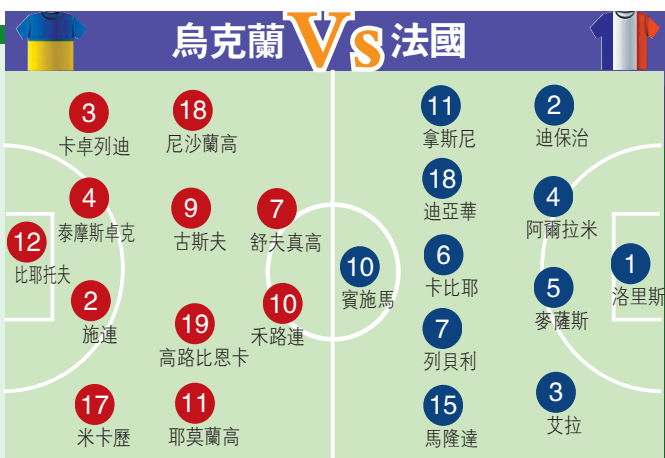 烏克蘭 Vs 法國
3
卡卓列迪
18
尼沙蘭高
4
泰摩斯卓克
9
古斯夫
7
舒夫真高
12
比耶托夫
2
施連
19
高路比恩卡
10
禾路連
17
米卡歷
11
耶莫蘭高
11
拿斯尼
2
迪保治
18
迪亞華
4
阿爾拉米
10
賓施馬
6
卡比耶
1
洛里斯
7
列貝利
5
麥薩斯
15
馬隆達
3
艾拉